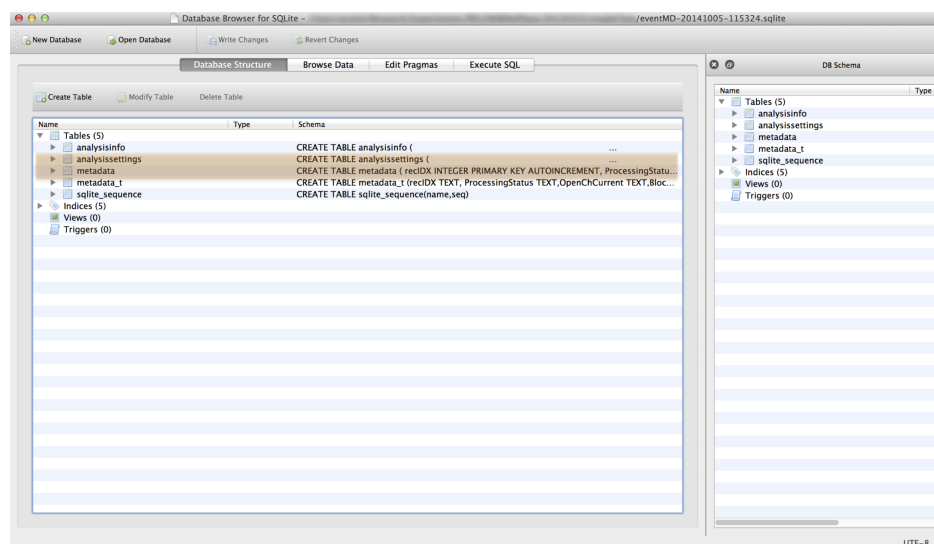 Database Browser for SQLite - /eventMD-20141005-115324.sqlite
New Database Open Database Write Changes Revert Changes
Database Structure Browse Data Edit Pragmas Execute SQL
Create Table Modify Table Delete Table
Name Type Schema
Tables (5)
analysisinfo CREATE TABLE analysisinfo ( ...
analysissettings CREATE TABLE analysissettings ( ...
metadata CREATE TABLE metadata ( recIDX INTEGER PRIMARY KEY AUTOINCREMENT, ProcessingStatu...
metadata_t CREATE TABLE metadata_t (recIDX TEXT, ProcessingStatus TEXT,OpenChCurrent TEXT,Bloc...
sqlite_sequence CREATE TABLE sqlite_sequence(name,seq)
Indices (5)
Views (0)
Triggers (0)
DB Schema
Name Type
Tables (5)
analysisinfo
analysissettings
metadata
metadata_t
sqlite_sequence
Indices (5)
Views (0)
Triggers (0)
UTF-8